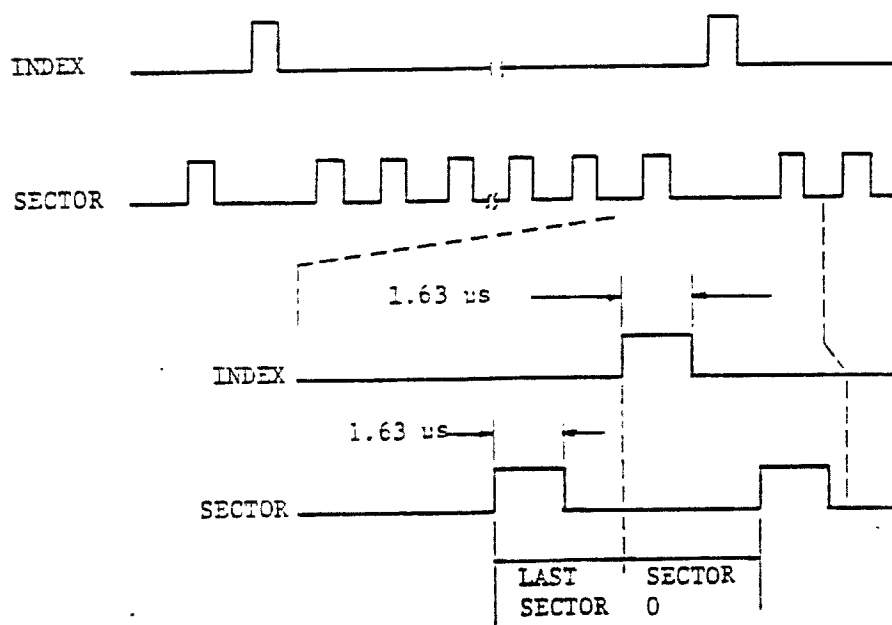 INDEX
SECTOR
1.63 us
INDEX
1.63 us
SECTOR
LAST SECTOR
SECTOR 0